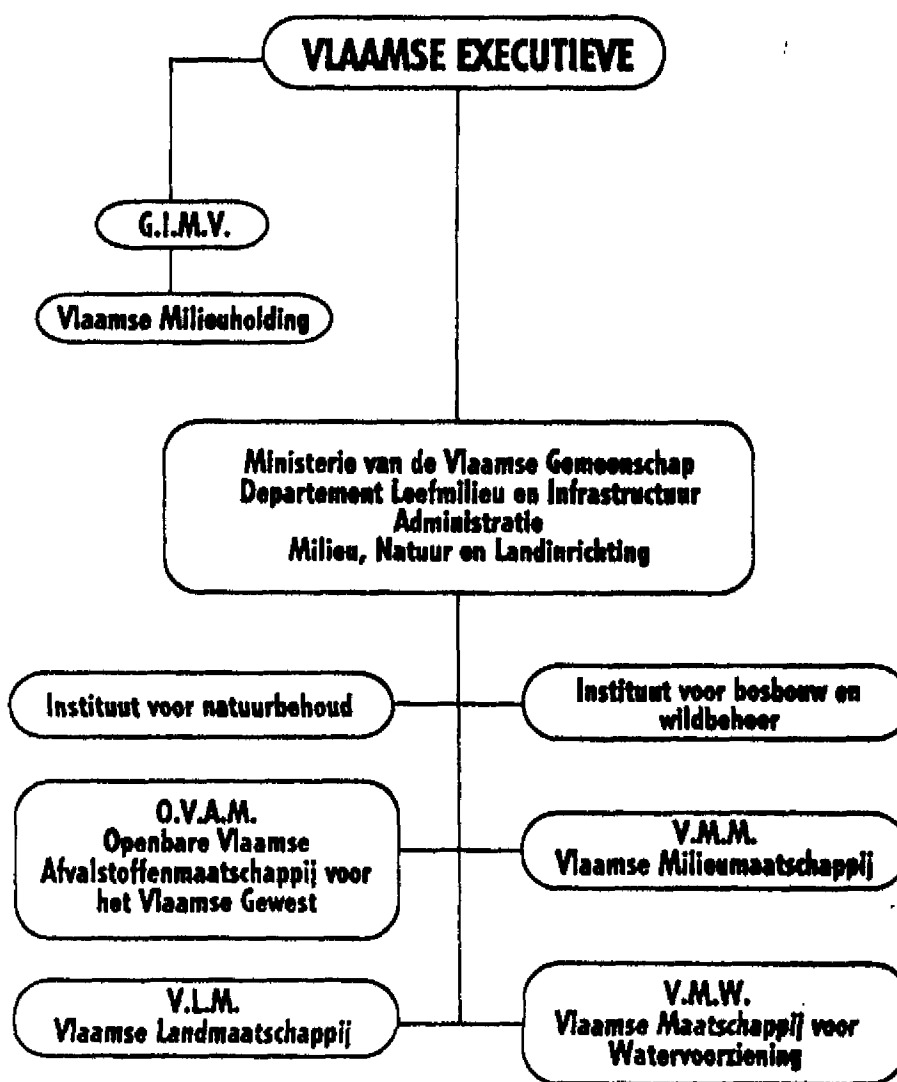 VLAAMSE EXECUTIEVE
G.I.M.V.
Vlaamse Milieuholding
Ministerie van de Vlaamse Gemeenschap
Departement Leefmilieu en Infrastructuur
Administratie
Milieu, Natuur en Landinrichting
Instituut voor natuurbehoud
Instituut voor bosbouw en
wildbeheer
O.V.A.M.
Openbare Vlaamse
Afvalstoffenmaatschappij voor
het Vlaamse Gewest
V.M.M.
Vlaamse Milieumaatschappij
V.L.M.
Vlaamse Landmaatschappij
V.M.W.
Vlaamse Maatschappij voor
Watervoorziening